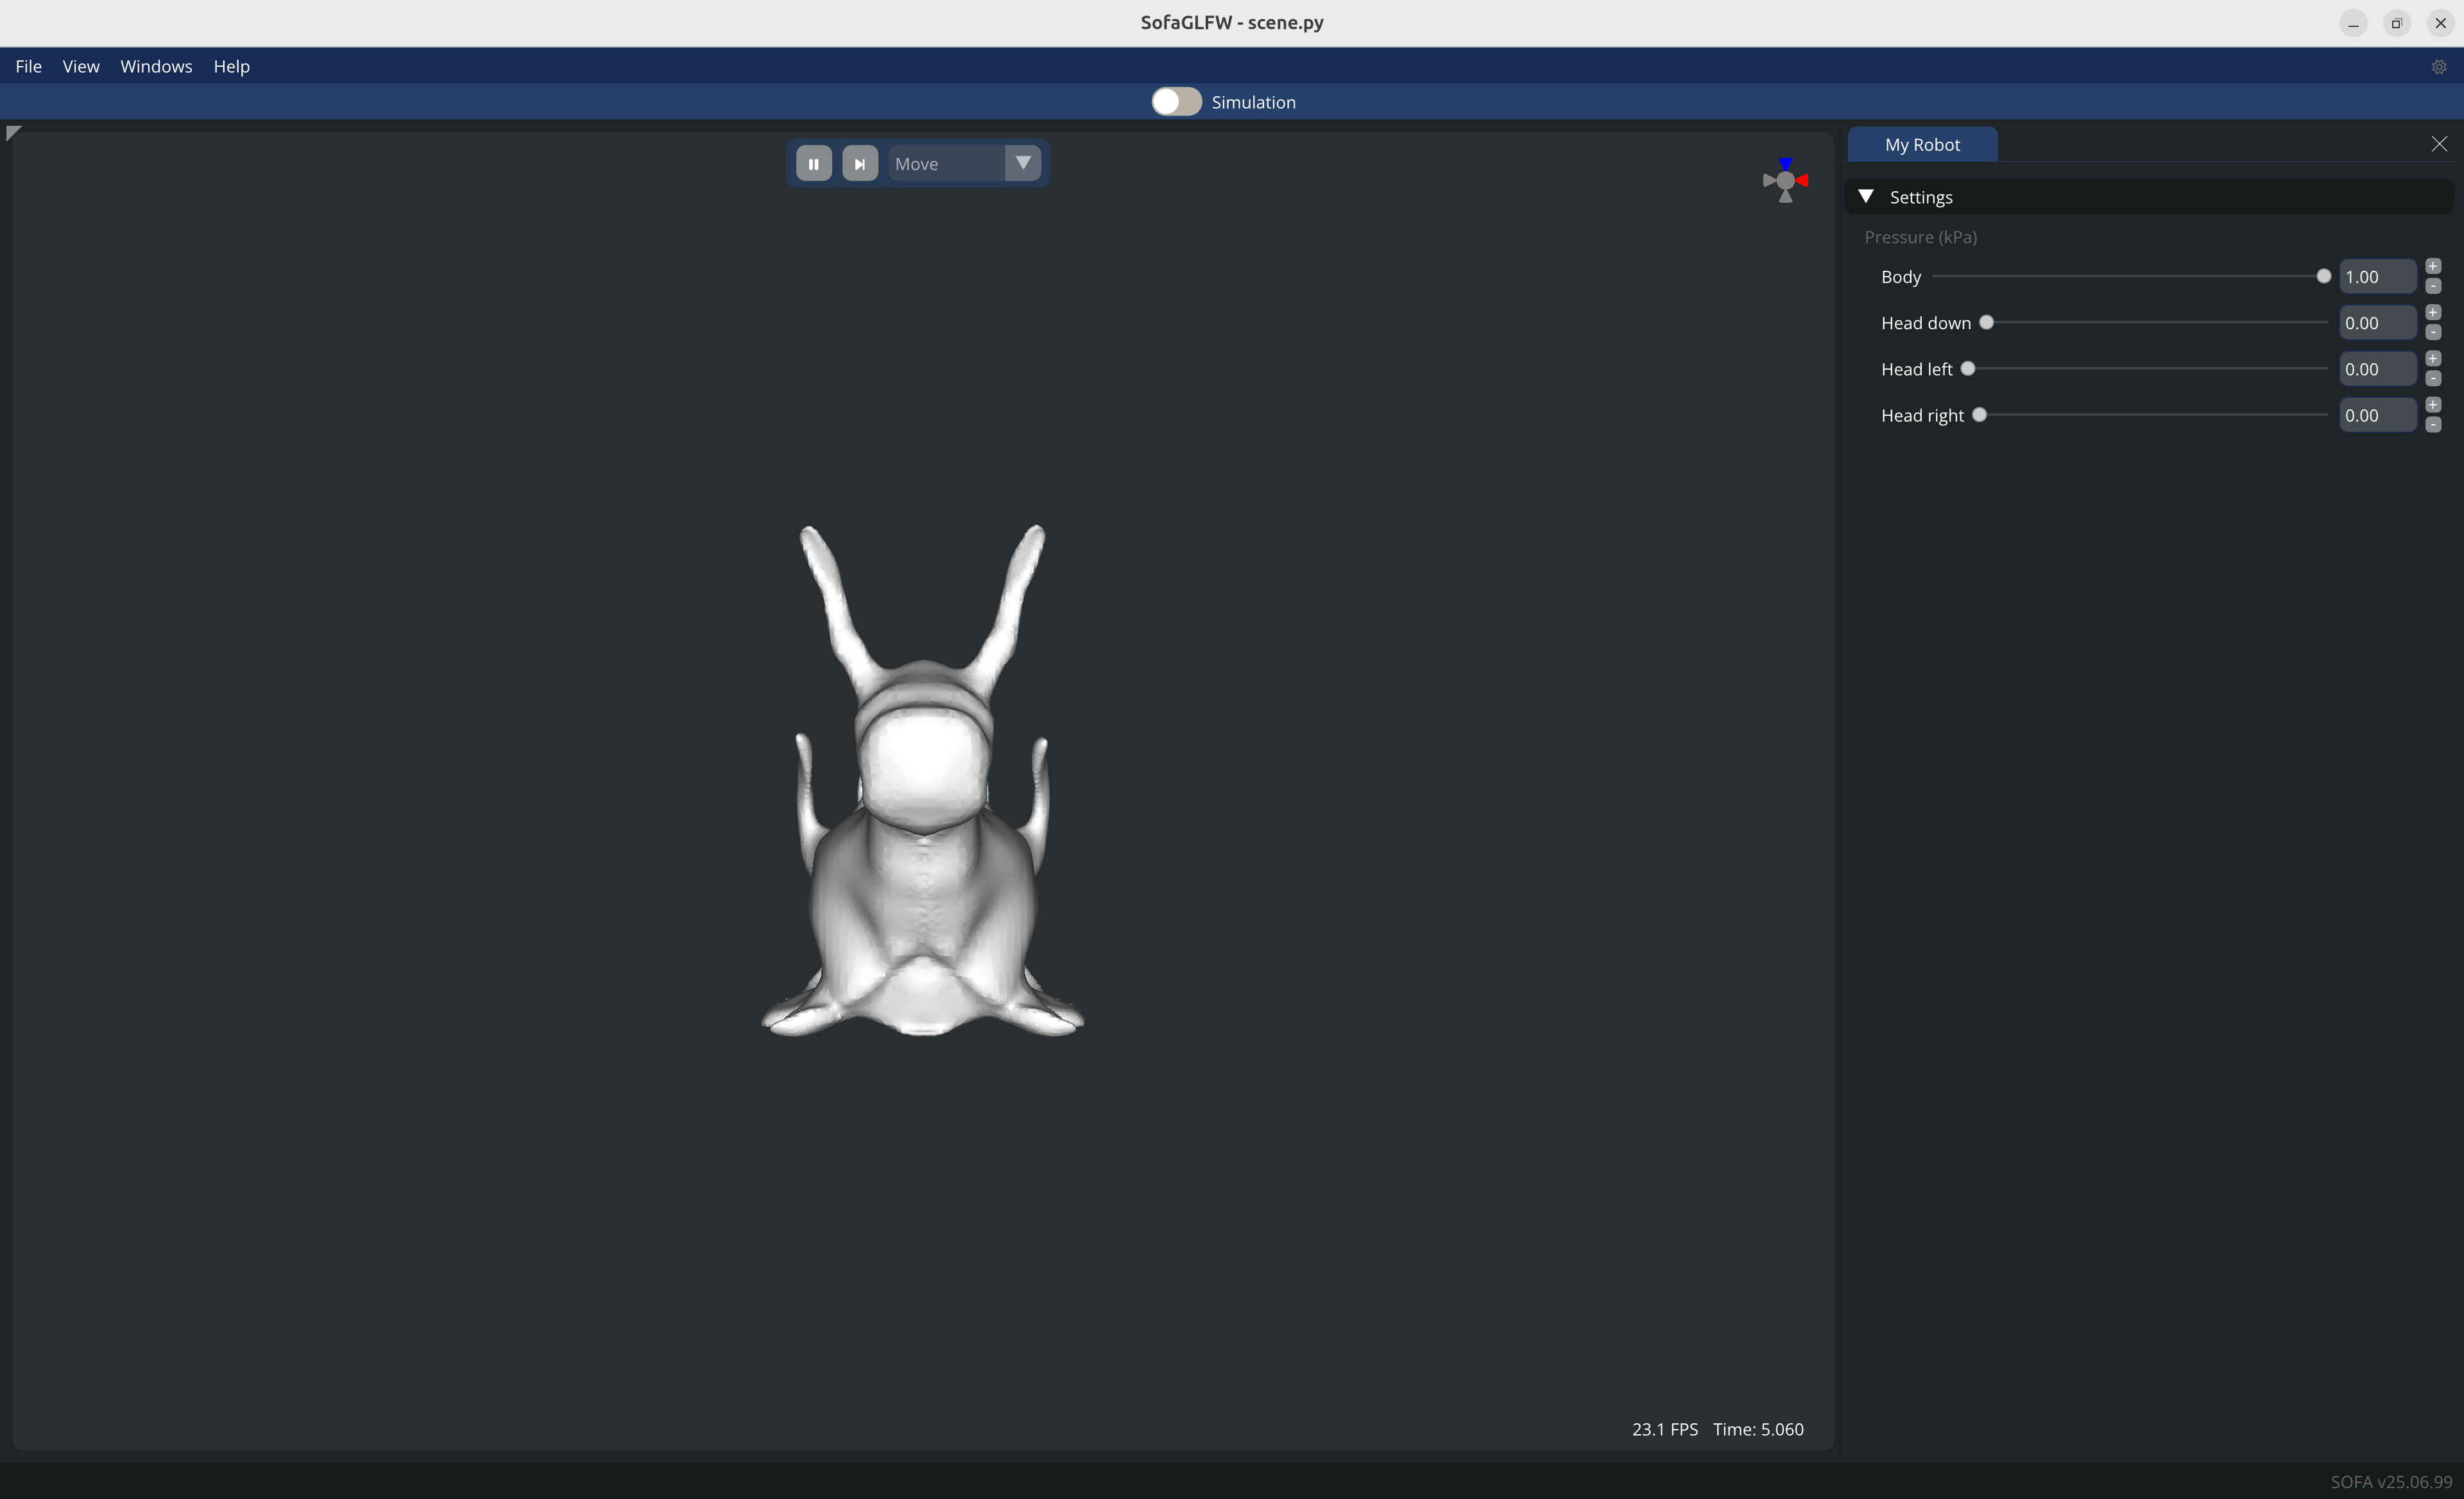 SofaGLFW - scene.py
File View Windows Help
Simulation
Move
My Robot
Settings
Pressure (kPa)
Body 1.00 + -
Head down 0.00 + -
Head left 0.00 + -
Head right 0.00 + -
23.1 FPS Time: 5.060
SOFA v25.06.99